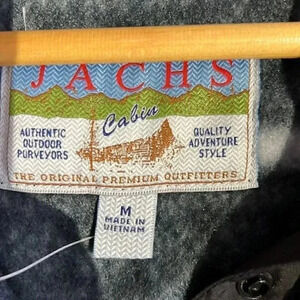 JACHS
Cabin
AUTHENTIC
OUTDOOR
PURVEYORS
QUALITY
ADVENTURE
STYLE
THE ORIGINAL PREMIUM OUTFITTERS
M
MADE IN
VIETNAM